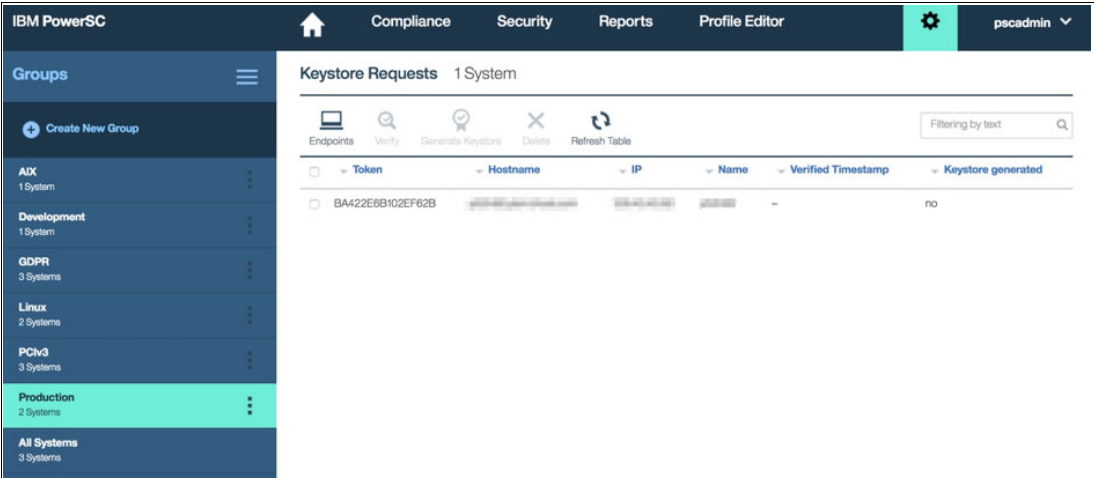 IBM PowerSC
Compliance
Security
Reports
Profile Editor
pscadmin
Groups
Create New Group
AIX
1 System
Development
1 System
GDPR
3 Systems
Linux
2 Systems
PCIv3
3 Systems
Production
2 Systems
All Systems
3 Systems
Keystore Requests 1 System
Endpoints
Verify
Generate Keystore
Delete
Refresh Table
Filtering by text
Token Hostname IP Name Verified Timestamp Keystore generated
BA422E6B102EF62B – no